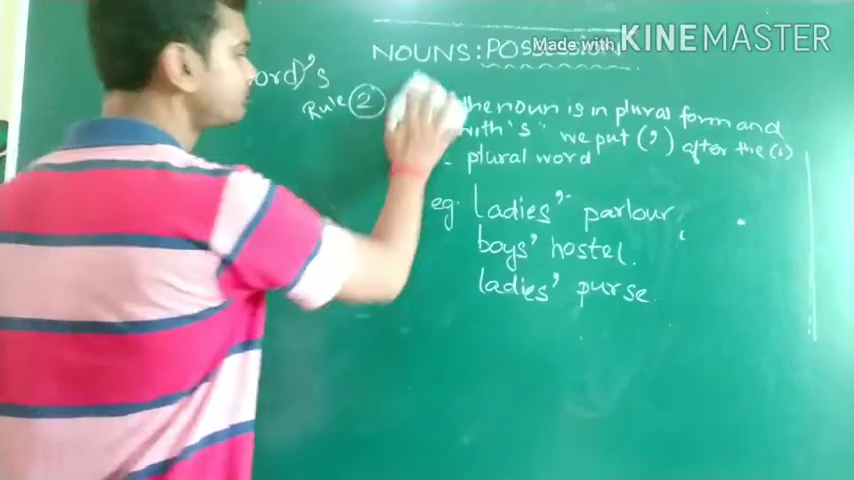 NOUNS: POSSESSION
Made with KINEMASTER
ord)'s
Rule 2
the noun is in plural form and
with 's" we put (') after the (s)
plural word
eg. ladies' parlour
boys' hostel.
ladies' purse.